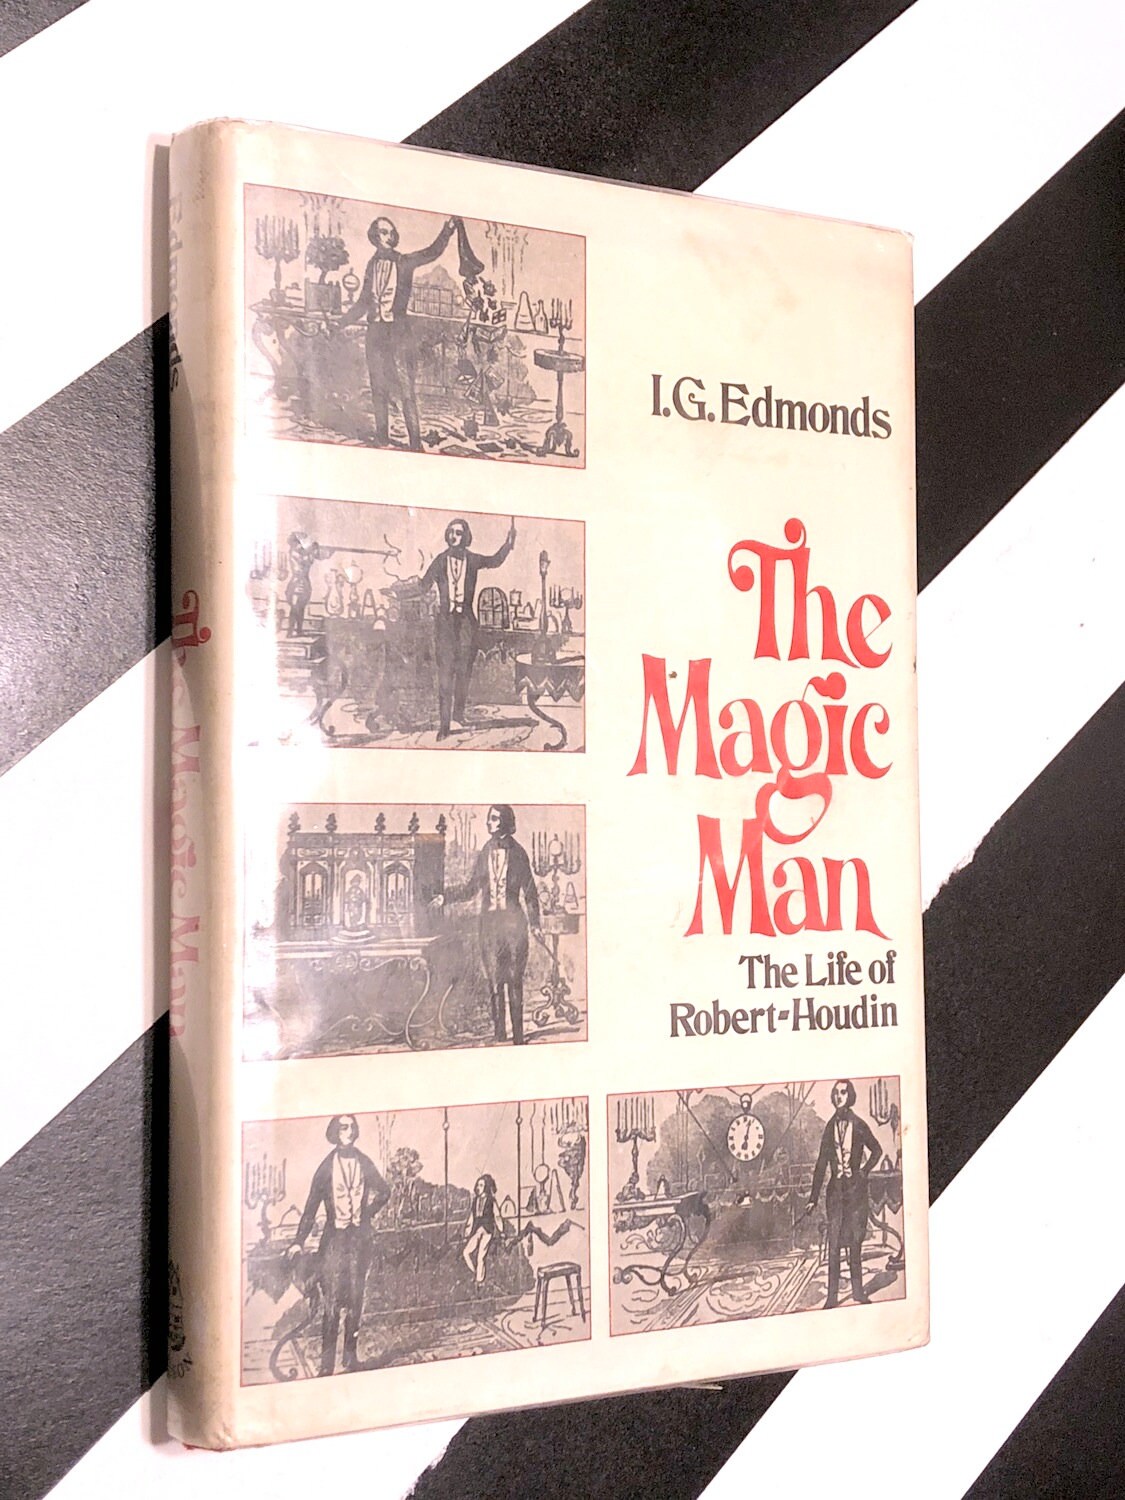 I.G. Edmonds
The
Magic
Man
The Life of
Robert-Houdin
Edmonds
The Magic Man